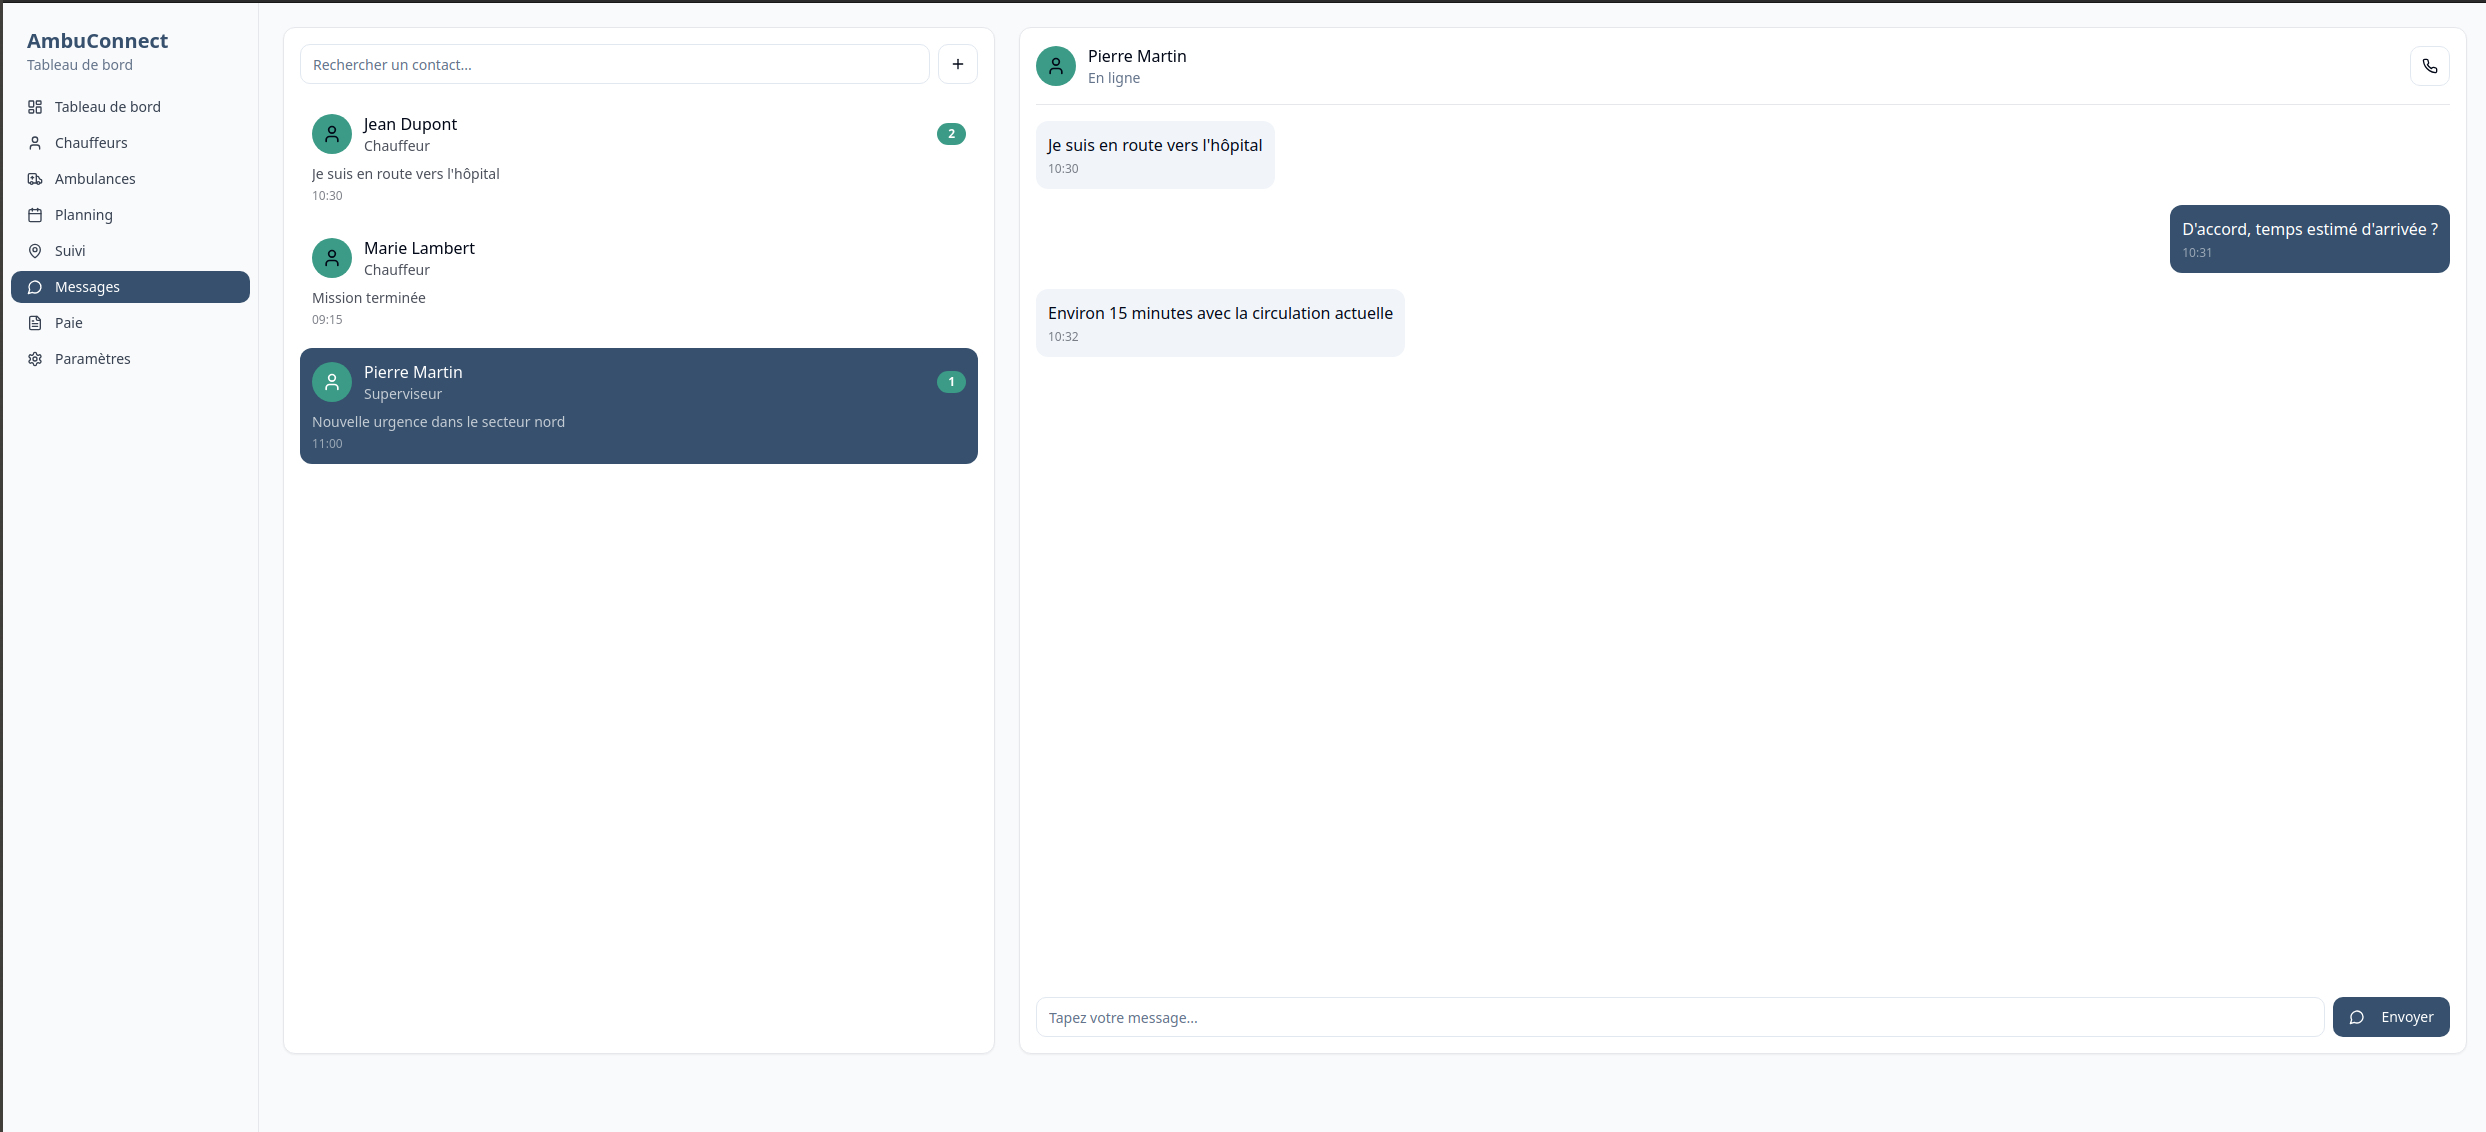 AmbuConnect
Tableau de bord
Tableau de bord
Chauffeurs
Ambulances
Planning
Suivi
Messages
Paie
Paramètres
Rechercher un contact...
Jean Dupont
Chauffeur
2
Je suis en route vers l'hôpital
10:30
Marie Lambert
Chauffeur
Mission terminée
09:15
Pierre Martin
Superviseur
1
Nouvelle urgence dans le secteur nord
11:00
Pierre Martin
En ligne
Je suis en route vers l'hôpital
10:30
D'accord, temps estimé d'arrivée ?
10:31
Environ 15 minutes avec la circulation actuelle
10:32
Tapez votre message...
Envoyer